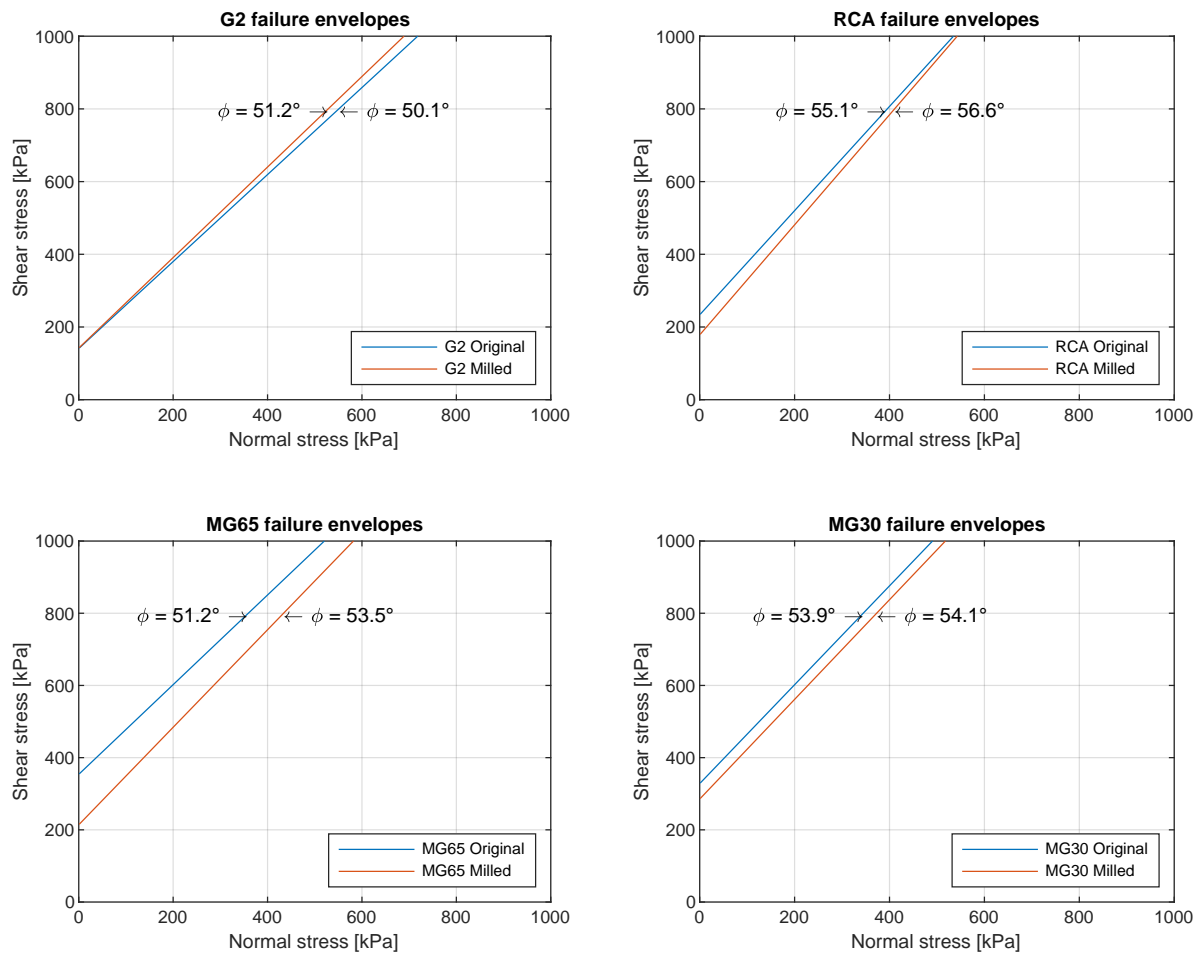 G2 failure envelopes
1000
800
600
400
200
0
Shear stress [kPa]
ϕ = 51.2° → ← ϕ = 50.1°
G2 Original
G2 Milled
0 200 400 600 800 1000
Normal stress [kPa]
RCA failure envelopes
1000
800
600
400
200
0
Shear stress [kPa]
ϕ = 55.1° → ← ϕ = 56.6°
RCA Original
RCA Milled
0 200 400 600 800 1000
Normal stress [kPa]
MG65 failure envelopes
1000
800
600
400
200
0
Shear stress [kPa]
ϕ = 51.2° → ← ϕ = 53.5°
MG65 Original
MG65 Milled
0 200 400 600 800 1000
Normal stress [kPa]
MG30 failure envelopes
1000
800
600
400
200
0
Shear stress [kPa]
ϕ = 53.9° → ← ϕ = 54.1°
MG30 Original
MG30 Milled
0 200 400 600 800 1000
Normal stress [kPa]